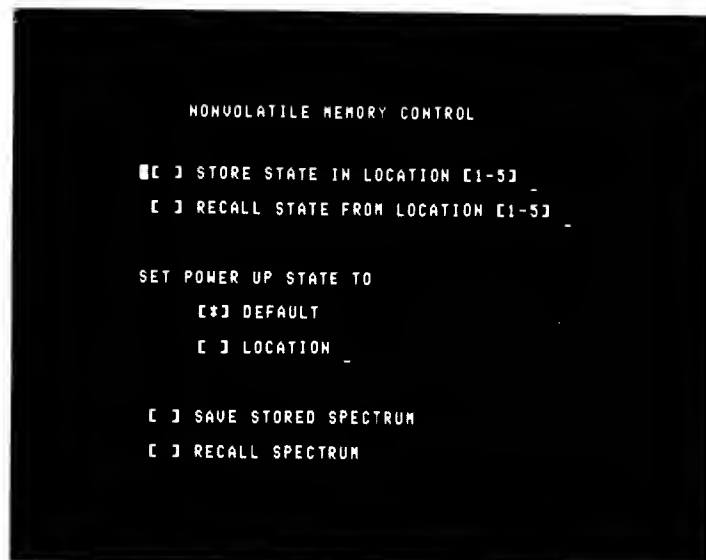 NONVOLATILE MEMORY CONTROL
[ ] STORE STATE IN LOCATION [1-5] _
[ ] RECALL STATE FROM LOCATION [1-5] _
SET POWER UP STATE TO
[*] DEFAULT
[ ] LOCATION _
[ ] SAVE STORED SPECTRUM
[ ] RECALL SPECTRUM